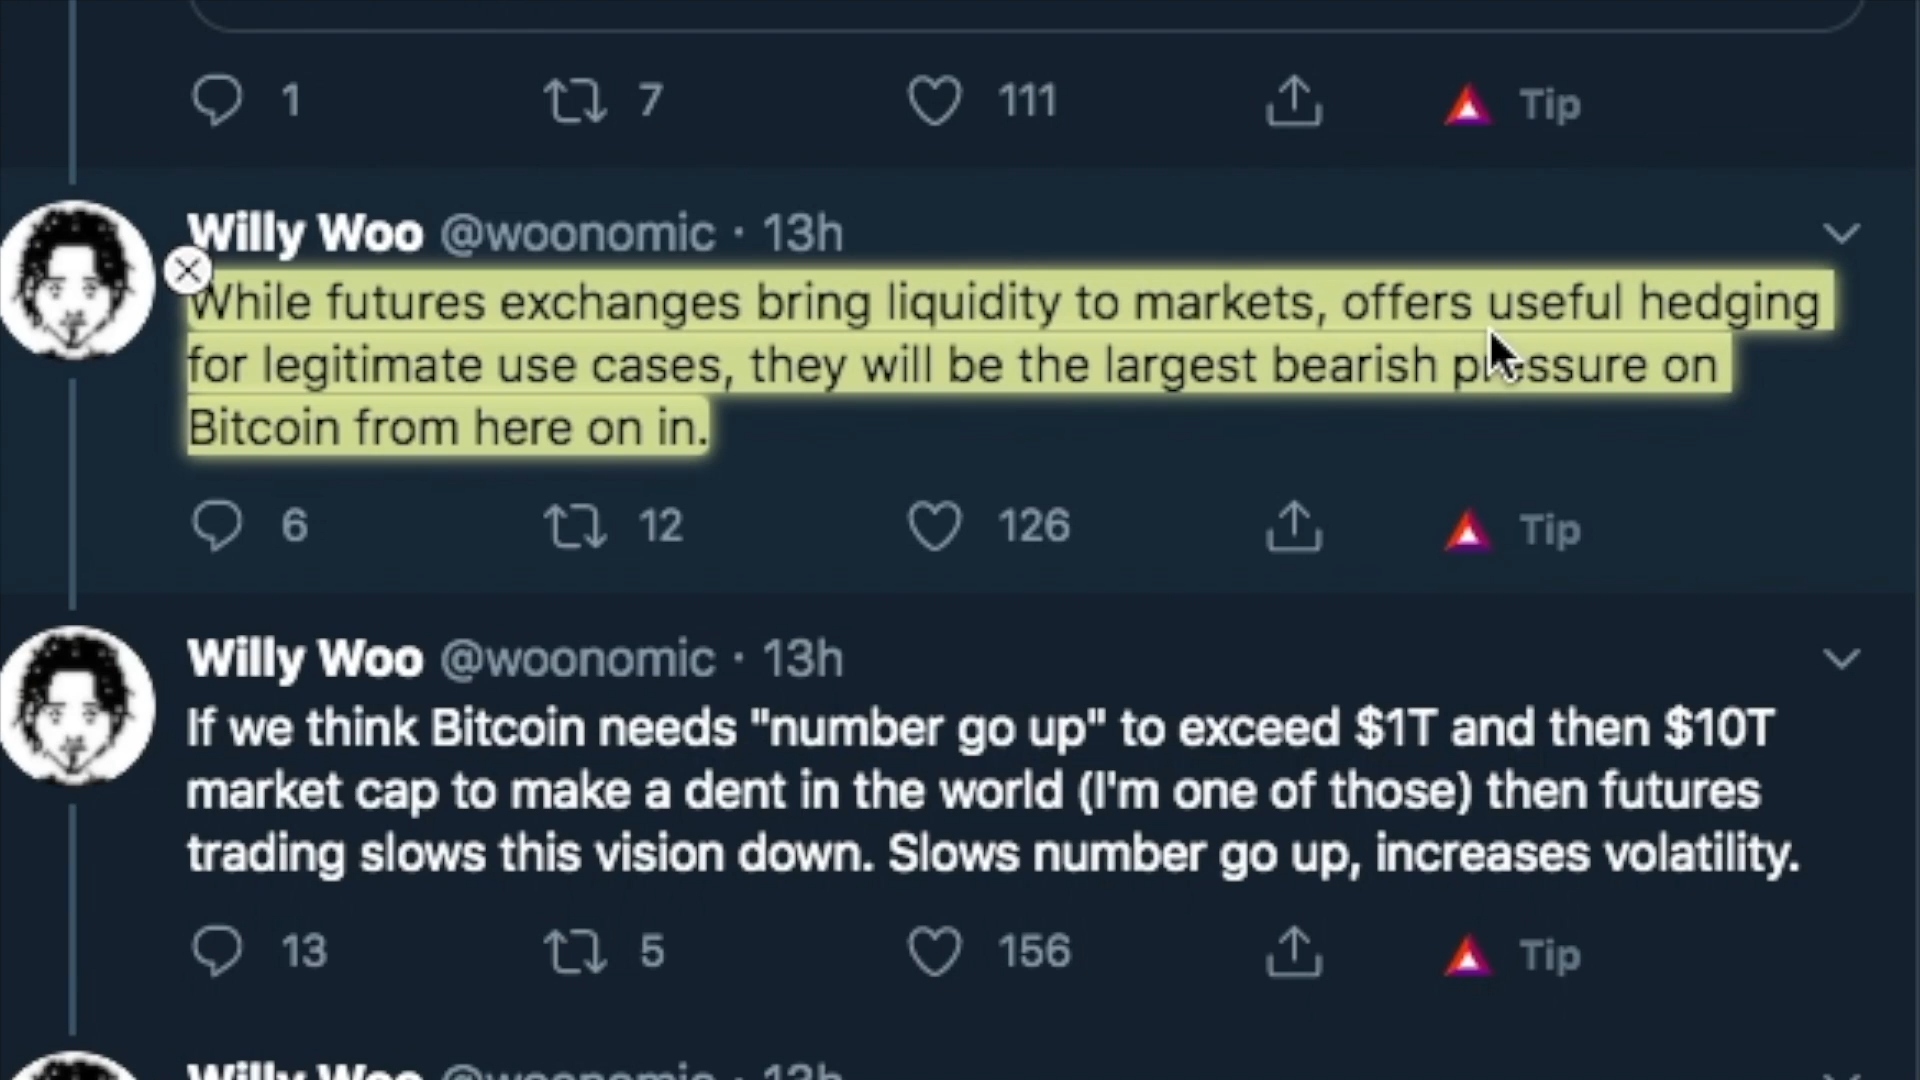 1 7 111 Tip
Willy Woo @woonomic · 13h
While futures exchanges bring liquidity to markets, offers useful hedging
for legitimate use cases, they will be the largest bearish pressure on
Bitcoin from here on in.
6 12 126 Tip
Willy Woo @woonomic · 13h
If we think Bitcoin needs "number go up" to exceed $1T and then $10T
market cap to make a dent in the world (I'm one of those) then futures
trading slows this vision down. Slows number go up, increases volatility.
13 5 156 Tip
Willy Woo @woonomic · 13h